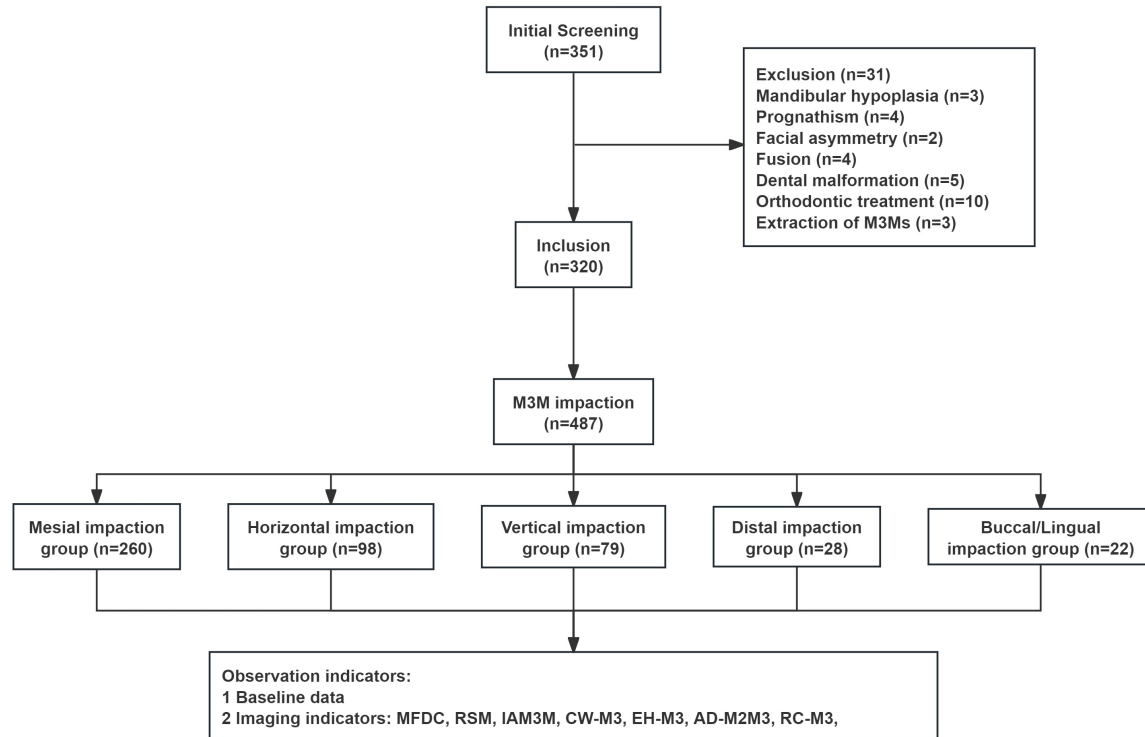 Initial Screening
(n=351)
Exclusion (n=31)
Mandibular hypoplasia (n=3)
Prognathism (n=4)
Facial asymmetry (n=2)
Fusion (n=4)
Dental malformation (n=5)
Orthodontic treatment (n=10)
Extraction of M3Ms (n=3)
Inclusion
(n=320)
M3M impaction
(n=487)
Mesial impaction
group (n=260)
Horizontal impaction
group (n=98)
Vertical impaction
group (n=79)
Distal impaction
group (n=28)
Buccal/Lingual
impaction group (n=22)
Observation indicators:
1 Baseline data
2 Imaging indicators: MFDC, RSM, IAM3M, CW-M3, EH-M3, AD-M2M3, RC-M3,